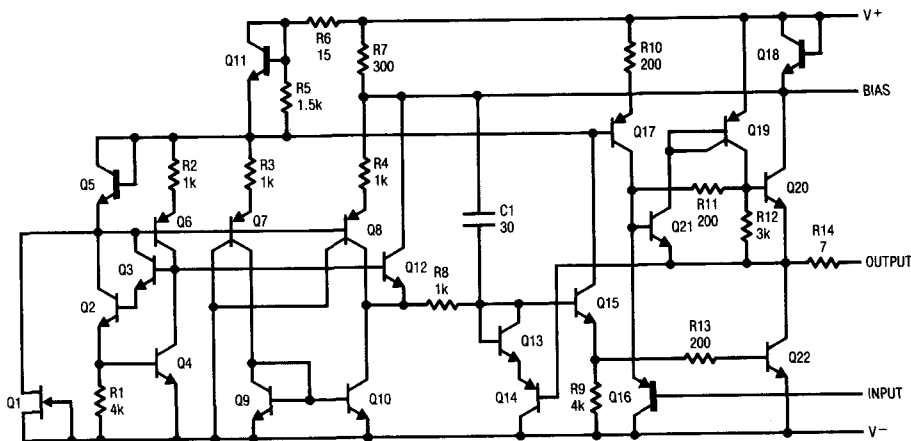 V+
R6
15
R7
300
R10
200
Q18
Q11
R5
1.5k
BIAS
Q17
Q19
Q5
R2
1k
R3
1k
R4
1k
C1
30
R11
200
Q20
Q6
Q7
Q8
Q21
R12
3k
R14
7
Q3
Q12
OUTPUT
Q2
R8
1k
Q15
R13
200
Q4
Q13
Q22
Q1
R1
4k
Q9
Q10
Q14
R9
4k
Q16
INPUT
V−